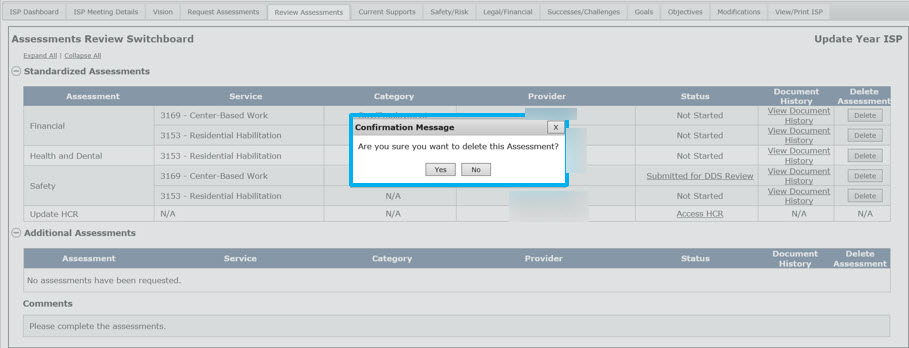 ISP Dashboard ISP Meeting Details Vision Request Assessments Review Assessments Current Supports Safety/Risk Legal/Financial Successes/Challenges Goals Objectives Modifications View/Print ISP
Assessments Review Switchboard Update Year ISP
Expand All | Collapse All
Standardized Assessments
Assessment Service Category Provider Status Document History Delete Assessment
Financial
3169 - Center-Based Work Not Started View Document History Delete
3153 - Residential Habilitation Not Started View Document History Delete
Health and Dental 3153 - Residential Habilitation Not Started View Document History Delete
Safety
3169 - Center-Based Work Submitted for DDS Review View Document History Delete
3153 - Residential Habilitation N/A Not Started View Document History Delete
Update HCR N/A N/A Access HCR N/A N/A
Confirmation Message X
Are you sure you want to delete this Assessment?
Yes No
Additional Assessments
Assessment Service Category Provider Status Document History Delete Assessment
No assessments have been requested.
Comments
Please complete the assessments.